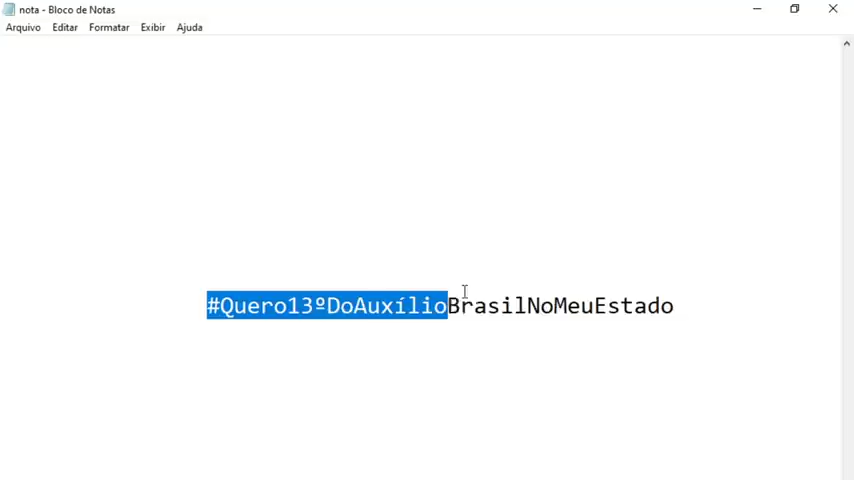 nota - Bloco de Notas
Arquivo Editar Formatar Exibir Ajuda
#Quero13ºDoAuxílioBrasilNoMeuEstado